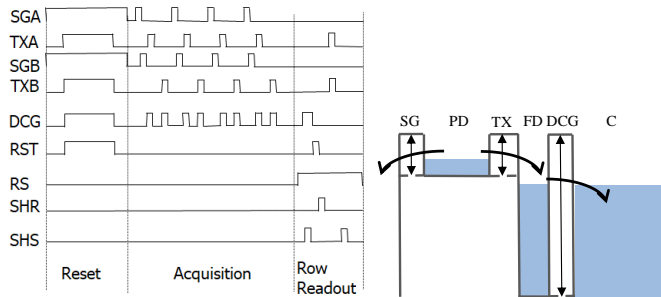 SGA
TXA
SGB
TXB
DCG
RST
RS
SHR
SHS
Reset
Acquisition
Row
Readout
SG PD TX FD DCG C